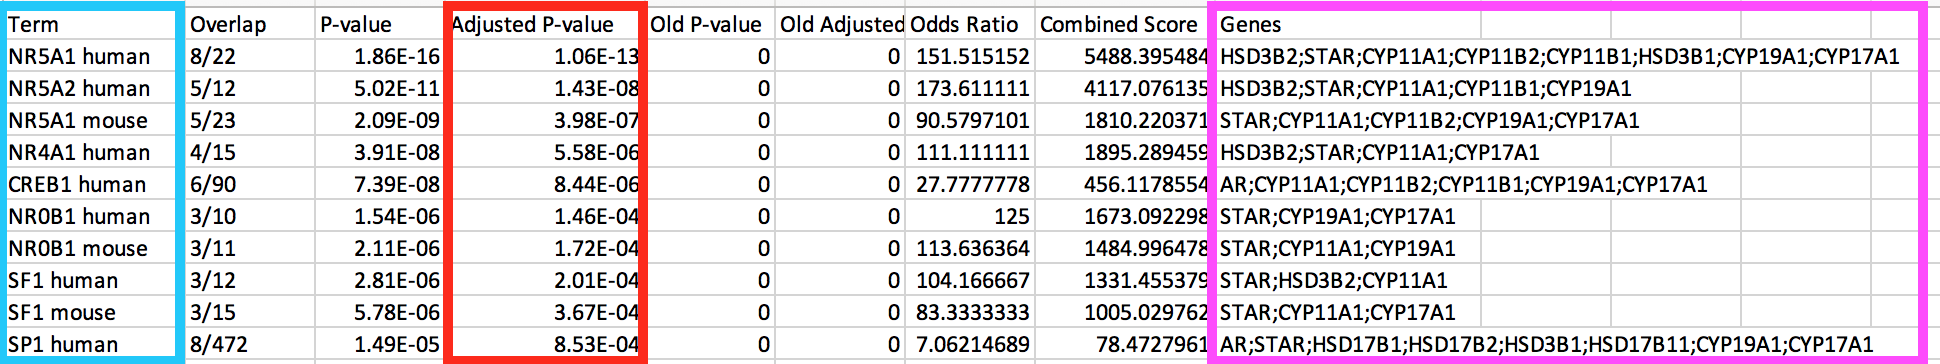 Term Overlap P-value Adjusted P-value Old P-value Old Adjusted Odds Ratio Combined Score Genes
NR5A1 human 8/22 1.86E-16 1.06E-13 0 0 151.515152 5488.395484 HSD3B2;STAR;CYP11A1;CYP11B2;CYP11B1;HSD3B1;CYP19A1;CYP17A1
NR5A2 human 5/12 5.02E-11 1.43E-08 0 0 173.611111 4117.076135 HSD3B2;STAR;CYP11A1;CYP11B1;CYP19A1
NR5A1 mouse 5/23 2.09E-09 3.98E-07 0 0 90.5797101 1810.220371 STAR;CYP11A1;CYP11B2;CYP19A1;CYP17A1
NR4A1 human 4/15 3.91E-08 5.58E-06 0 0 111.111111 1895.289459 HSD3B2;STAR;CYP11A1;CYP17A1
CREB1 human 6/90 7.39E-08 8.44E-06 0 0 27.7777778 456.1178554 AR;CYP11A1;CYP11B2;CYP11B1;CYP19A1;CYP17A1
NR0B1 human 3/10 1.54E-06 1.46E-04 0 0 125 1673.092298 STAR;CYP19A1;CYP17A1
NR0B1 mouse 3/11 2.11E-06 1.72E-04 0 0 113.636364 1484.996478 STAR;CYP11A1;CYP19A1
SF1 human 3/12 2.81E-06 2.01E-04 0 0 104.166667 1331.455379 STAR;HSD3B2;CYP11A1
SF1 mouse 3/15 5.78E-06 3.67E-04 0 0 83.3333333 1005.029762 STAR;CYP11A1;CYP17A1
SP1 human 8/472 1.49E-05 8.53E-04 0 0 7.06214689 78.4727961 AR;STAR;HSD17B1;HSD17B2;HSD3B1;HSD17B11;CYP19A1;CYP17A1